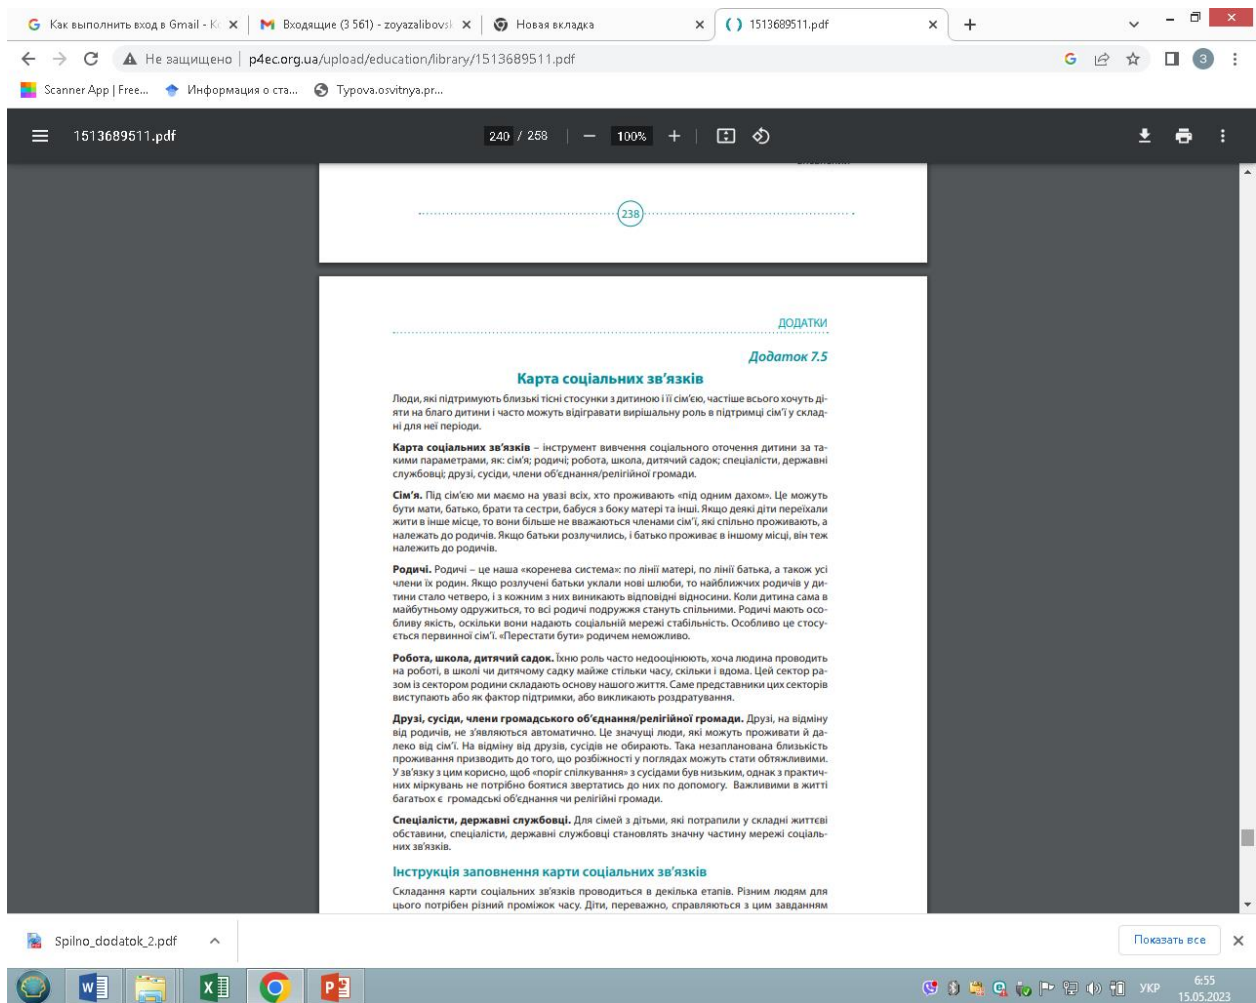 Как выполнить вход в Gmail - Ко
Входящие (3 561) - zoyazalibovsk
Новая вкладка
1513689511.pdf
Не защищено | p4ec.org.ua/upload/education/library/1513689511.pdf
Scanner App | Free...
Информация о ста...
Typova.osvitnya.pr...
1513689511.pdf
240 / 258
100%
238
ДОДАТКИ
Додаток 7.5
Карта соціальних зв’язків
Люди, які підтримують близькі тісні стосунки з дитиною і її сім’єю, частіше всього хочуть ді-
яти на благо дитини і часто можуть відігравати вирішальну роль в підтримці сім’ї у склад-
ні для неї періоди.
Карта соціальних зв’язків – інструмент вивчення соціального оточення дитини за та-
кими параметрами, як: сім’я; родичі; робота, школа, дитячий садок; спеціалісти, державні
службовці; друзі, сусіди, члени об’єднання/релігійної громади.
Сім’я. Під сім’єю ми маємо на увазі всіх, хто проживають «під одним дахом». Це можуть
бути мати, батько, брати та сестри, бабуся з боку матері та інші. Якщо деякі діти переїхали
жити в інше місце, то вони більше не вважаються членами сім’ї, які спільно проживають, а
належать до родичів. Якщо батьки розлучились, і батько проживає в іншому місці, він теж
належить до родичів.
Родичі. Родичі – це наша «коренева система»: по лінії матері, по лінії батька, а також усі
члени їх родин. Якщо розлучені батьки уклали нові шлюби, то найближчих родичів у ди-
тини стало четверо, і з кожним з них виникають відповідні відносини. Коли дитина сама в
майбутньому одружиться, то всі родичі подружжя стануть спільними. Родичі мають осо-
бливу якість, оскільки вони надають соціальній мережі стабільність. Особливо це стосу-
ється первинної сім’ї. «Перестати бути» родичем неможливо.
Робота, школа, дитячий садок. Їхню роль часто недооцінюють, хоча людина проводить
на роботі, в школі чи дитячому садку майже стільки часу, скільки і вдома. Цей сектор ра-
зом із сектором родини складають основу нашого життя. Саме представники цих секторів
виступають або як фактор підтримки, або викликають роздратування.
Друзі, сусіди, члени громадського об’єднання/релігійної громади. Друзі, на відміну
від родичів, не з’являються автоматично. Це значущі люди, які можуть проживати й да-
леко від сім’ї. На відміну від друзів, сусідів не обирають. Така незапланована близькість
проживання призводить до того, що розбіжності у поглядах можуть стати обтяжливими.
У зв’язку з цим корисно, щоб «поріг спілкування» з сусідами був низьким, однак з практич-
них міркувань не потрібно боятися звертатись до них по допомогу. Важливими в житті
багатьох є громадські об’єднання чи релігійні громади.
Спеціалісти, державні службовці. Для сімей з дітьми, які потрапили у складні життєві
обставини, спеціалісти, державні службовці становлять значну частину мережі соціаль-
них зв’язків.
Інструкція заповнення карти соціальних зв’язків
Складання карти соціальних зв’язків проводиться в декілька етапів. Різним людям для
цього потрібен різний проміжок часу. Діти, переважно, справляються з цим завданням
Spilno_dodatok_2.pdf
Показать все
УКР
6:55
15.05.2023